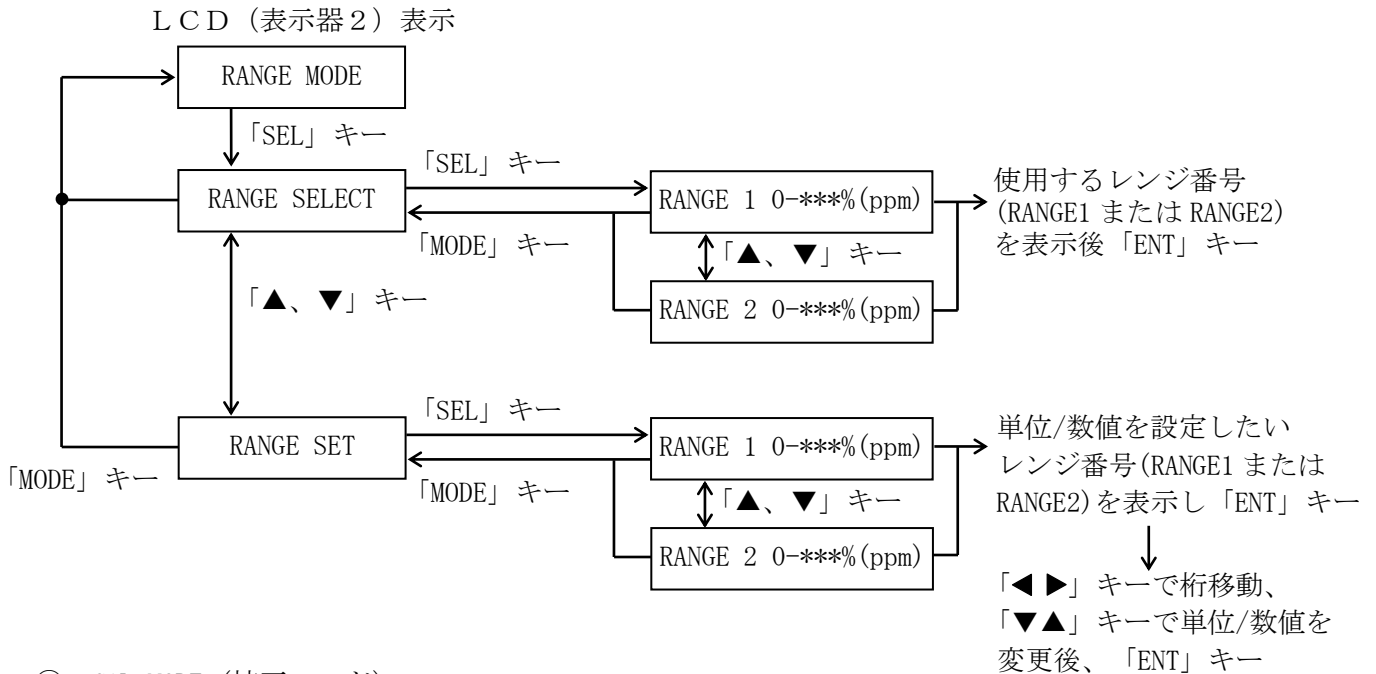 ＬＣＤ（表示器２）表示
RANGE MODE
「SEL」キー
RANGE SELECT
「SEL」キー
「MODE」キー
RANGE 1 0-***%(ppm)
「▲、▼」キー
RANGE 2 0-***%(ppm)
使用するレンジ番号
(RANGE1 または RANGE2)
を表示後「ENT」キー
「▲、▼」キー
RANGE SET
「MODE」キー
「SEL」キー
「MODE」キー
RANGE 1 0-***%(ppm)
「▲、▼」キー
RANGE 2 0-***%(ppm)
単位/数値を設定したい
レンジ番号(RANGE1 または
RANGE2)を表示し「ENT」キー
「◀ ▶」キーで桁移動、
「▼▲」キーで単位/数値を
変更後、「ENT」キー